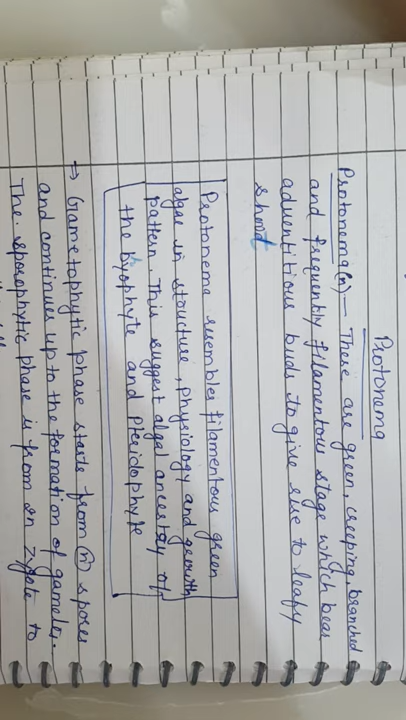 Protonema
Protonema (n) — These are green, creeping, branched
and frequently filamentous stage which bear
adventitious buds to give rise to leafy
shoot
Protonema resemble filamentous green
algae in structure, physiology and growth
pattern. This suggest algal ancestry of
the byophyte and Pteidophyte
→ Gametophytic phase starts from (n) spores
and continues up to the formation of gametes.
The sporophytic phase is from 2n zygote to